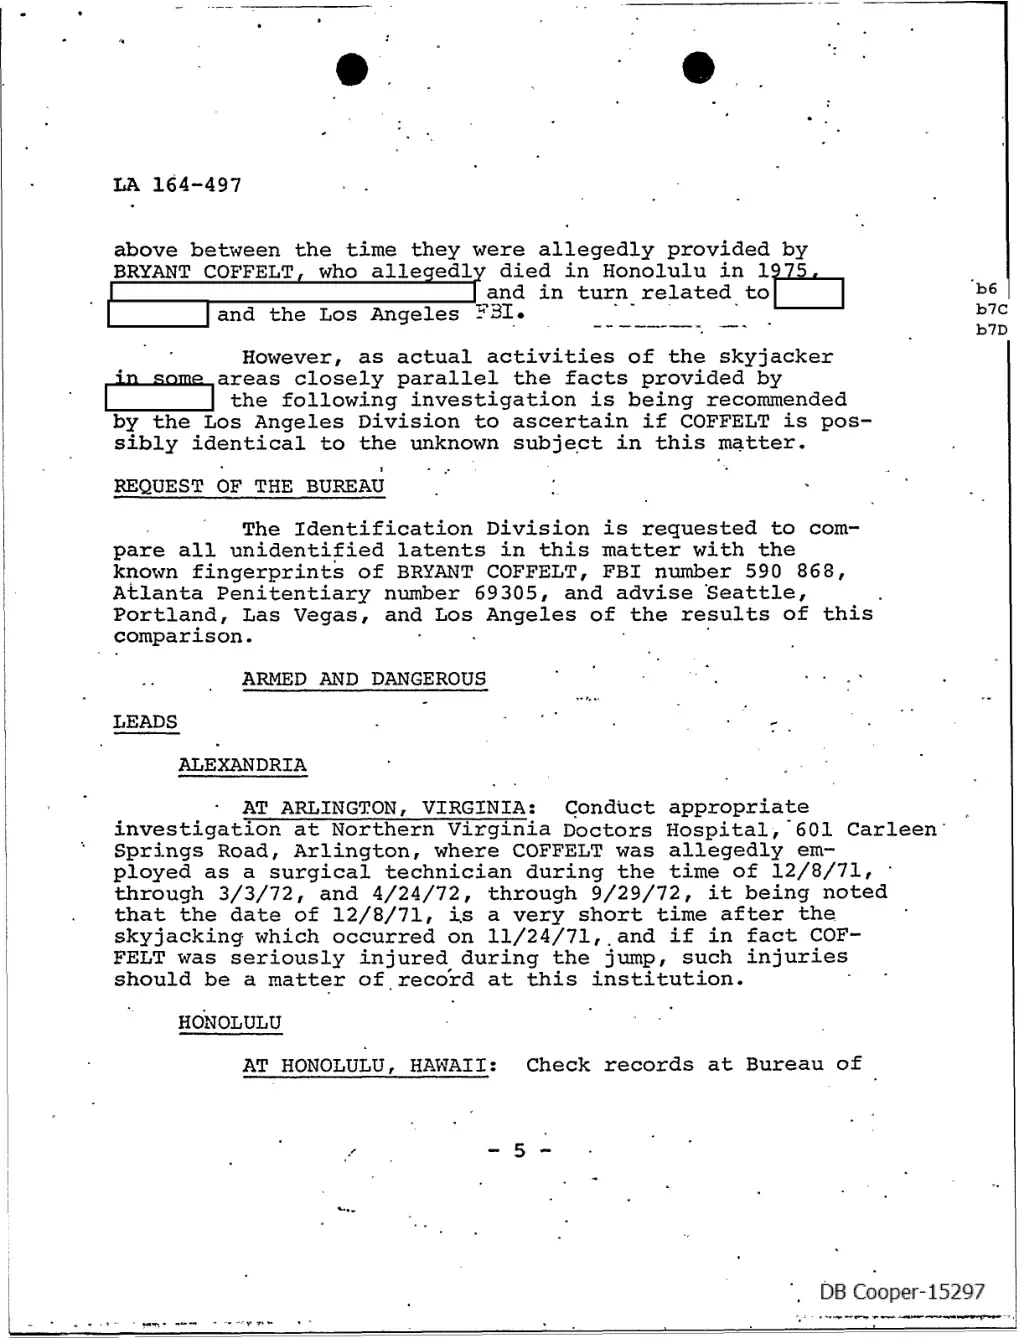 LA 164-497
above between the time they were allegedly provided by
BRYANT COFFELT, who allegedly died in Honolulu in 1975,
and in turn related to
b6
and the Los Angeles FBI.
b7C
b7D
However, as actual activities of the skyjacker
in some areas closely parallel the facts provided by
the following investigation is being recommended
by the Los Angeles Division to ascertain if COFFELT is pos-
sibly identical to the unknown subject in this matter.
REQUEST OF THE BUREAU
The Identification Division is requested to com-
pare all unidentified latents in this matter with the
known fingerprints of BRYANT COFFELT, FBI number 590 868,
Atlanta Penitentiary number 69305, and advise Seattle,
Portland, Las Vegas, and Los Angeles of the results of this
comparison.
ARMED AND DANGEROUS
LEADS
ALEXANDRIA
AT ARLINGTON, VIRGINIA: Conduct appropriate
investigation at Northern Virginia Doctors Hospital, 601 Carleen
Springs Road, Arlington, where COFFELT was allegedly em-
ployed as a surgical technician during the time of 12/8/71,
through 3/3/72, and 4/24/72, through 9/29/72, it being noted
that the date of 12/8/71, is a very short time after the
skyjacking which occurred on 11/24/71, and if in fact COF-
FELT was seriously injured during the jump, such injuries
should be a matter of record at this institution.
HONOLULU
AT HONOLULU, HAWAII: Check records at Bureau of
- 5 -
DB Cooper-15297